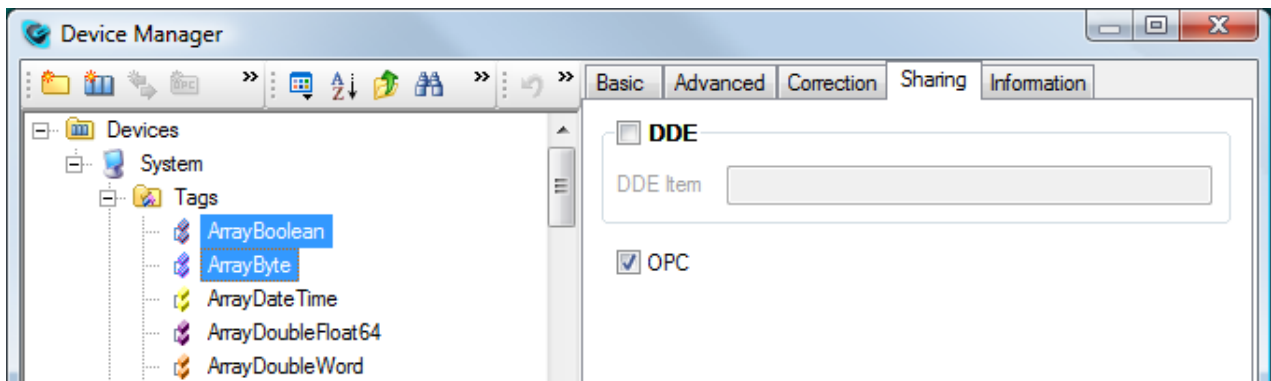 Device Manager
Basic Advanced Correction Sharing Information
Devices
System
Tags
ArrayBoolean
ArrayByte
ArrayDateTime
ArrayDoubleFloat64
ArrayDoubleWord
DDE
DDE Item
OPC